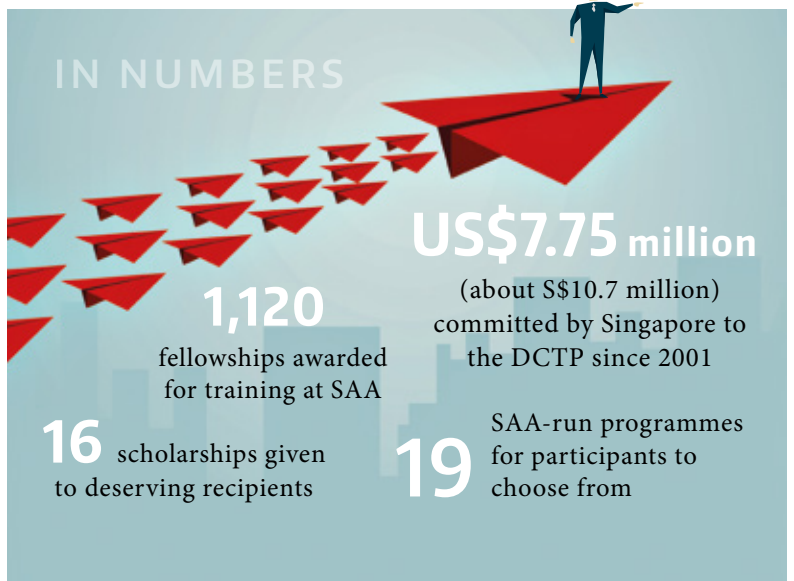 IN NUMBERS
US$7.75 million
(about S$10.7 million)
committed by Singapore to
the DCTP since 2001
1,120
fellowships awarded
for training at SAA
16 scholarships given
to deserving recipients
19 SAA-run programmes
for participants to
choose from